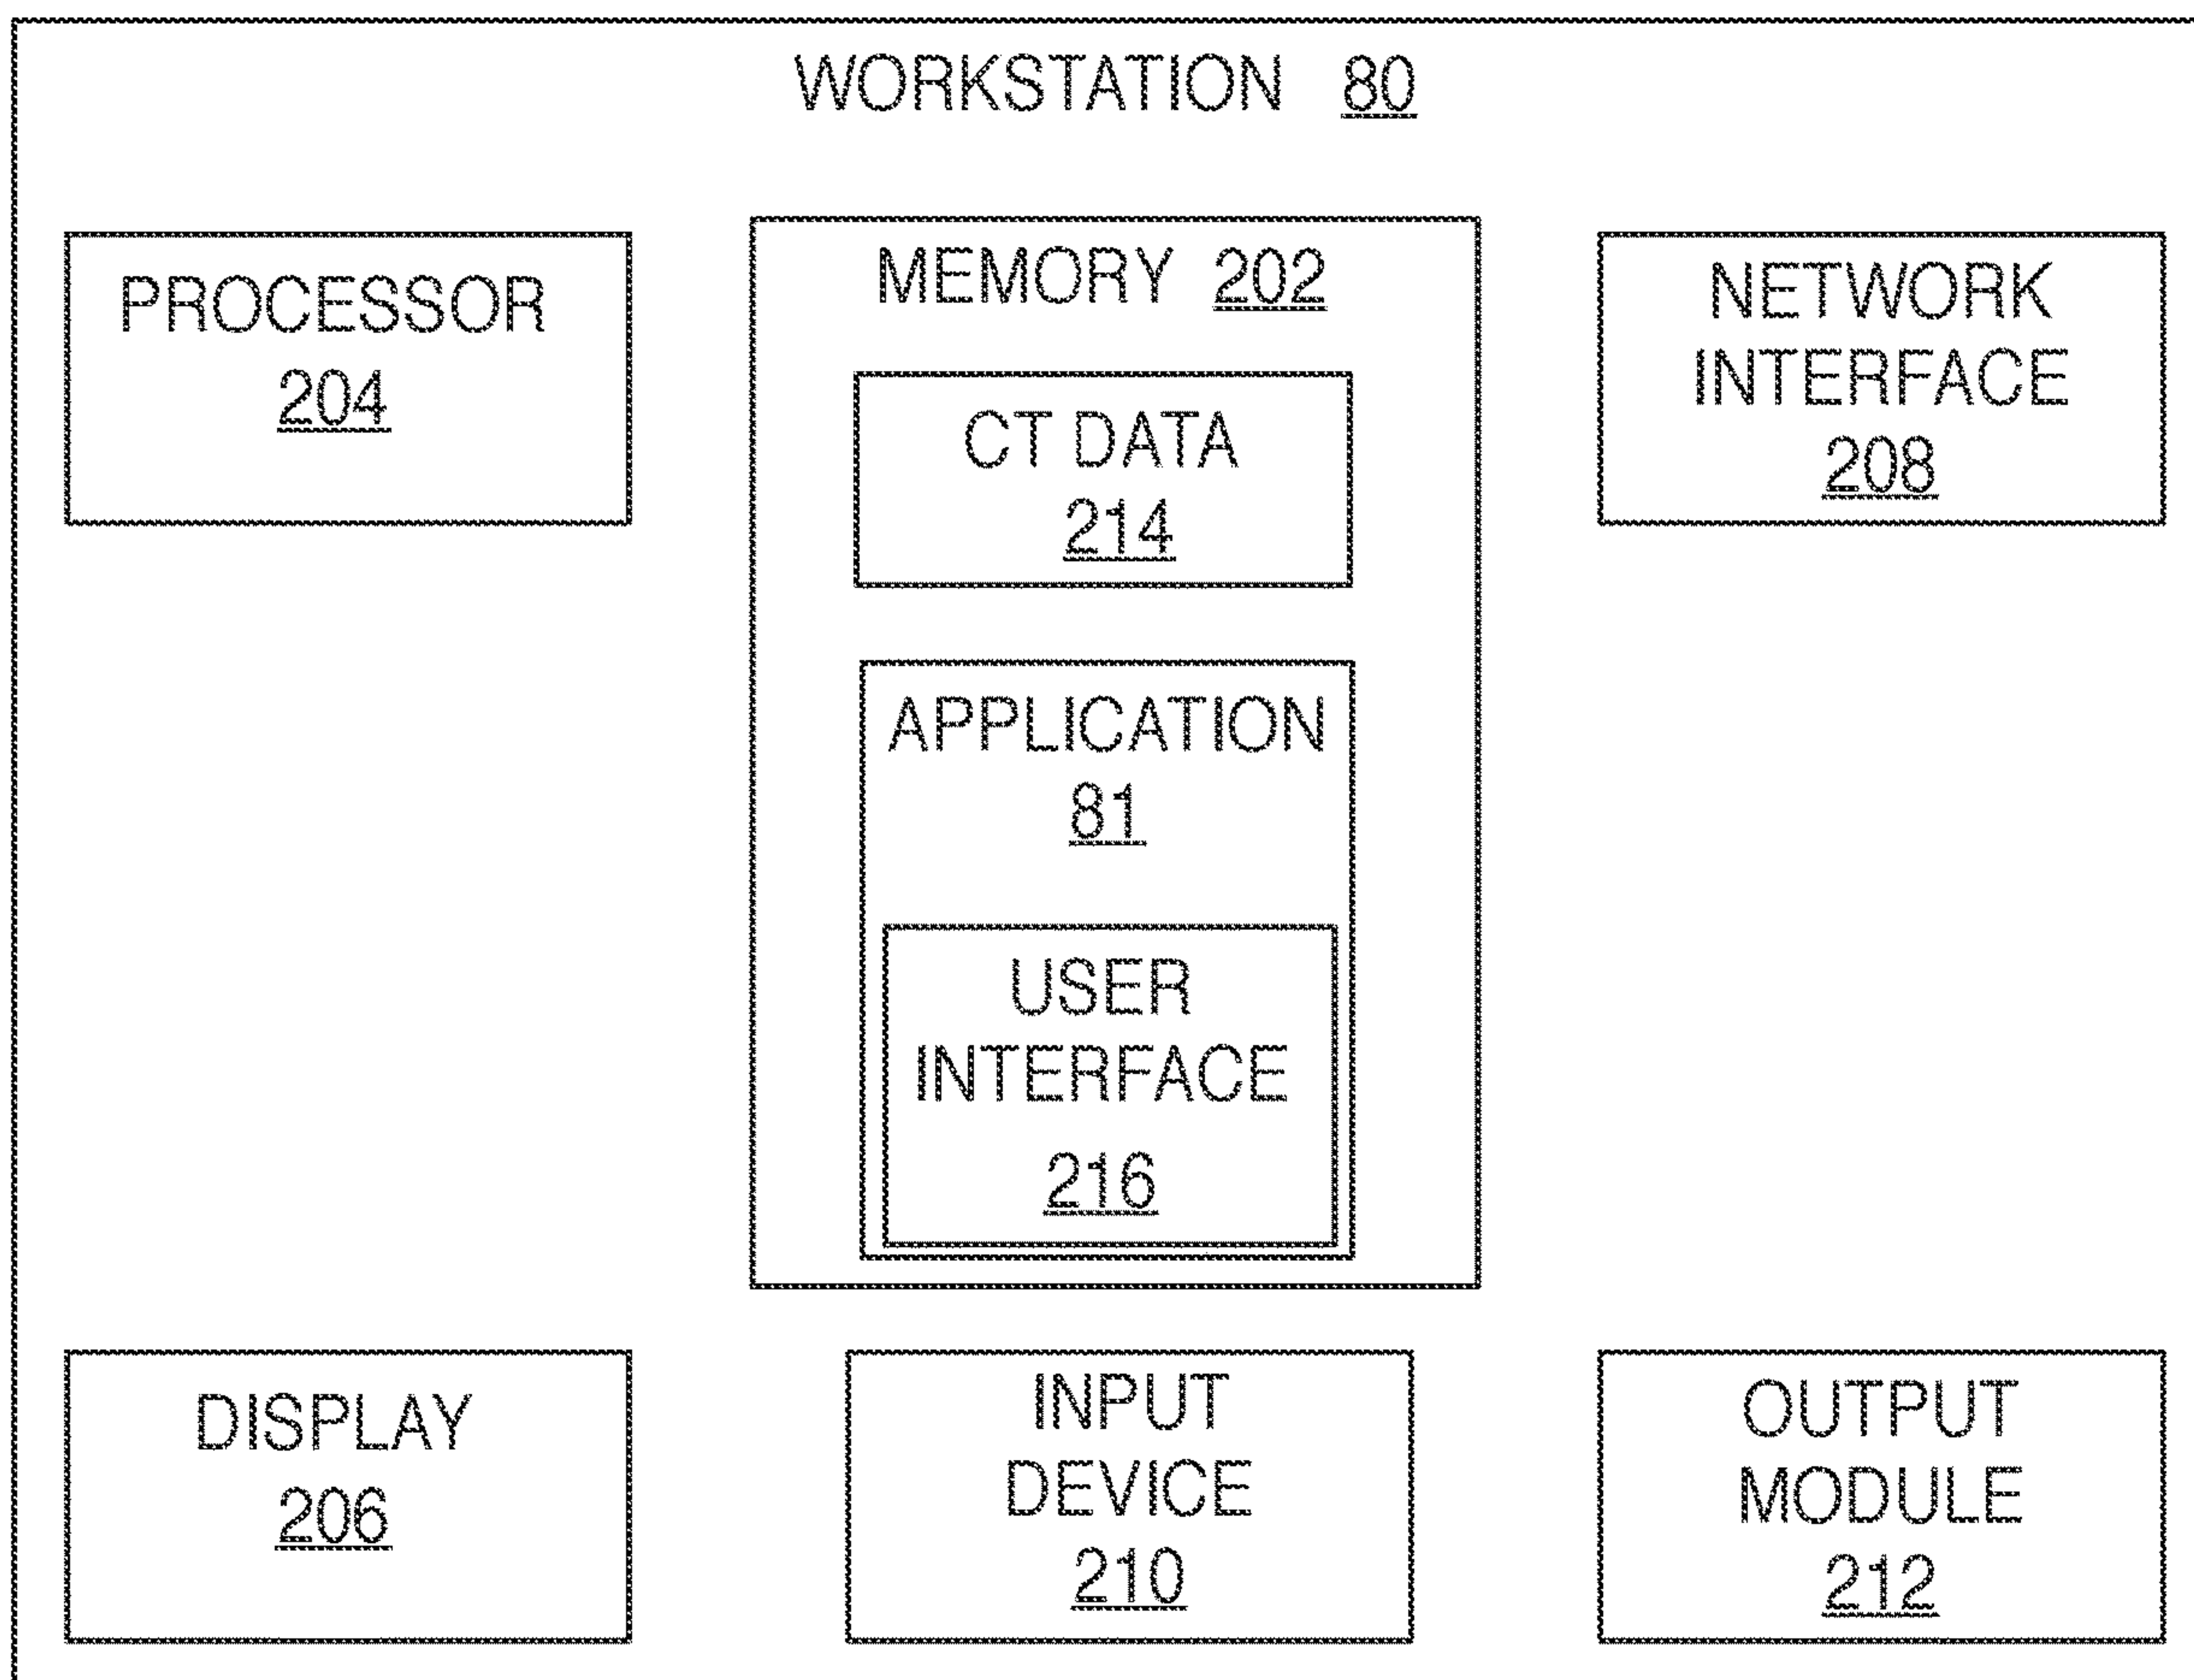 WORKSTATION 80
PROCESSOR
204
MEMORY 202
CT DATA
214
APPLICATION
81
USER
INTERFACE
216
NETWORK
INTERFACE
208
DISPLAY
206
INPUT
DEVICE
210
OUTPUT
MODULE
212